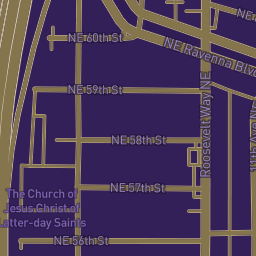 NE 60th St
NE Ravenna Blvd
NE 59th St
Roosevelt Way NE
NE 58th St
NE 57th St
The Church of
Jesus Christ of
Latter-day Saints
NE 56th St